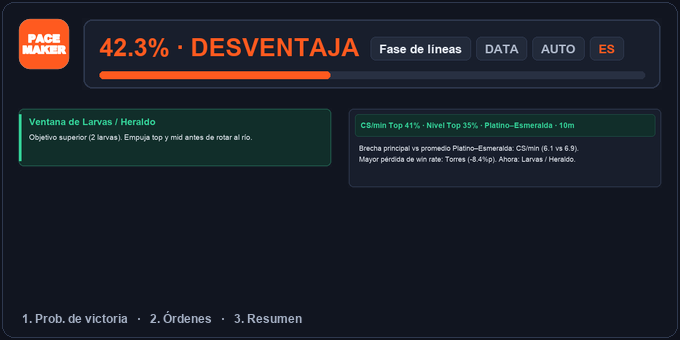 PACE
MAKER
42.3% · DESVENTAJA
Fase de líneas
DATA
AUTO
ES
Ventana de Larvas / Heraldo
Objetivo superior (2 larvas). Empuja top y mid antes de rotar al río.
CS/min Top 41% · Nivel Top 35% · Platino–Esmeralda · 10m
Brecha principal vs promedio Platino–Esmeralda: CS/min (6.1 vs 6.9).
Mayor pérdida de win rate: Torres (-8.4%p). Ahora: Larvas / Heraldo.
1. Prob. de victoria · 2. Órdenes · 3. Resumen